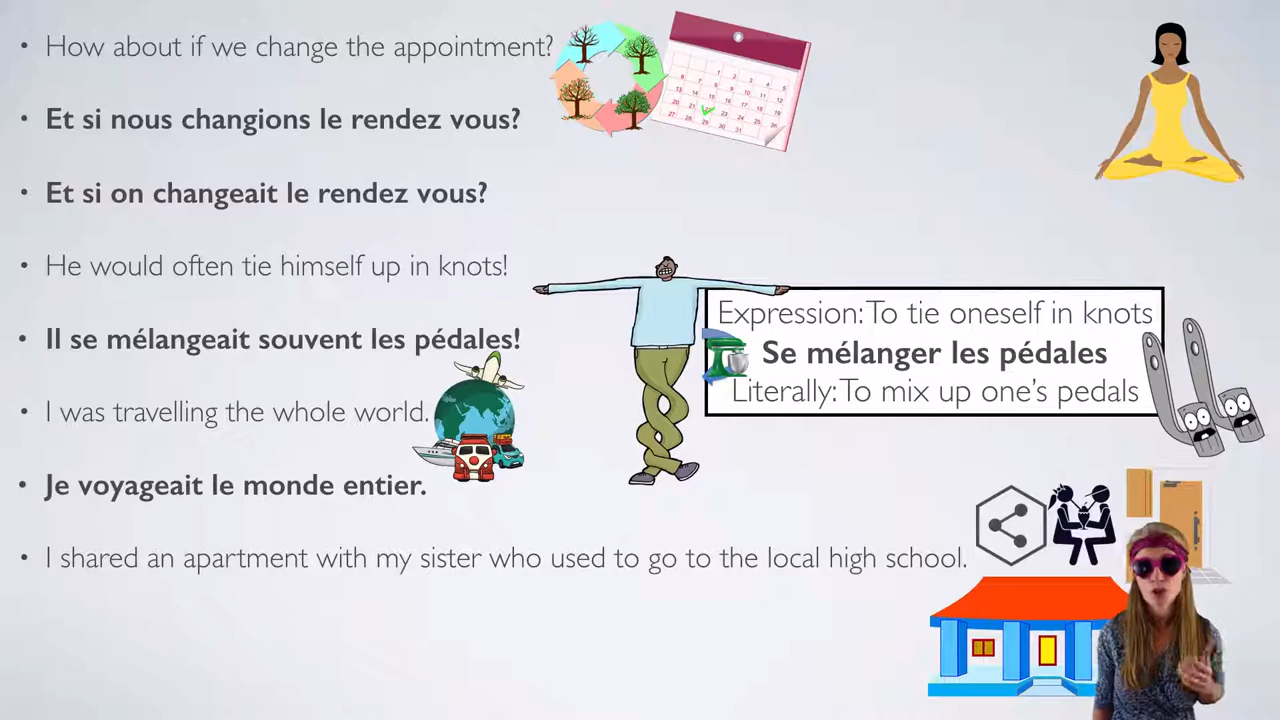 • How about if we change the appointment?
• Et si nous changions le rendez vous?
• Et si on changeait le rendez vous?
• He would often tie himself up in knots!
Expression: To tie oneself in knots
• Il se mélangeait souvent les pédales!
Se mélanger les pédales
Literally: To mix up one's pedals
• I was travelling the whole world.
• Je voyageait le monde entier.
• I shared an apartment with my sister who used to go to the local high school.